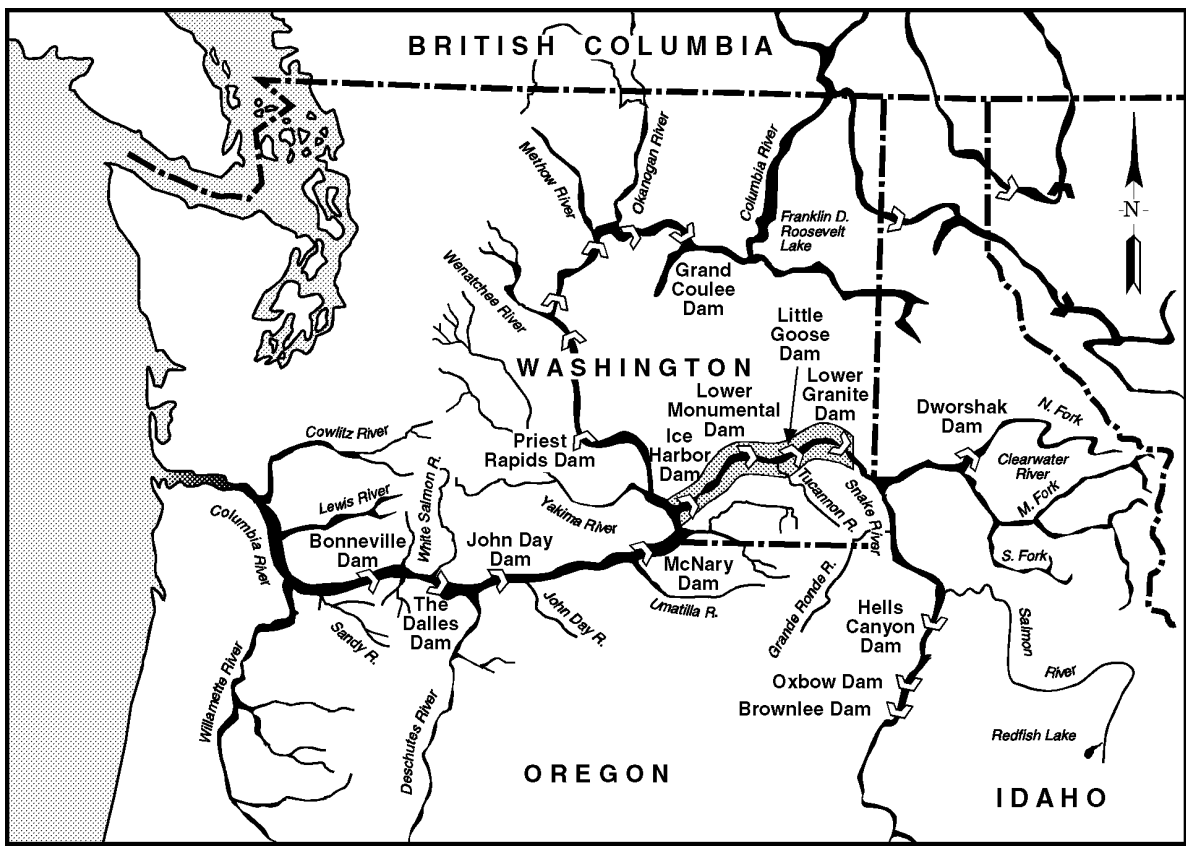 BRITISH COLUMBIA
Methow River
Okanogan River
Columbia River
Franklin D.
Roosevelt
Lake
-N-
Wenatchee River
Grand
Coulee
Dam
Little
Goose
Dam
WASHINGTON
Lower
Monumental
Dam
Lower
Granite
Dam
Dworshak
Dam
N. Fork
Cowlitz River
Priest
Rapids Dam
Ice
Harbor
Dam
Clearwater
River
M. Fork
Lewis River
White Salmon R.
Yakima River
Tucannon R.
Snake River
Columbia River
Bonneville
Dam
John Day
Dam
McNary
Dam
S. Fork
The
Dalles
Dam
Sandy R.
John Day R.
Umatilla R.
Grande Ronde R.
Hells
Canyon
Dam
Salmon
River
Willamette River
Deschutes River
Oxbow Dam
Brownlee Dam
Redfish Lake
OREGON
IDAHO